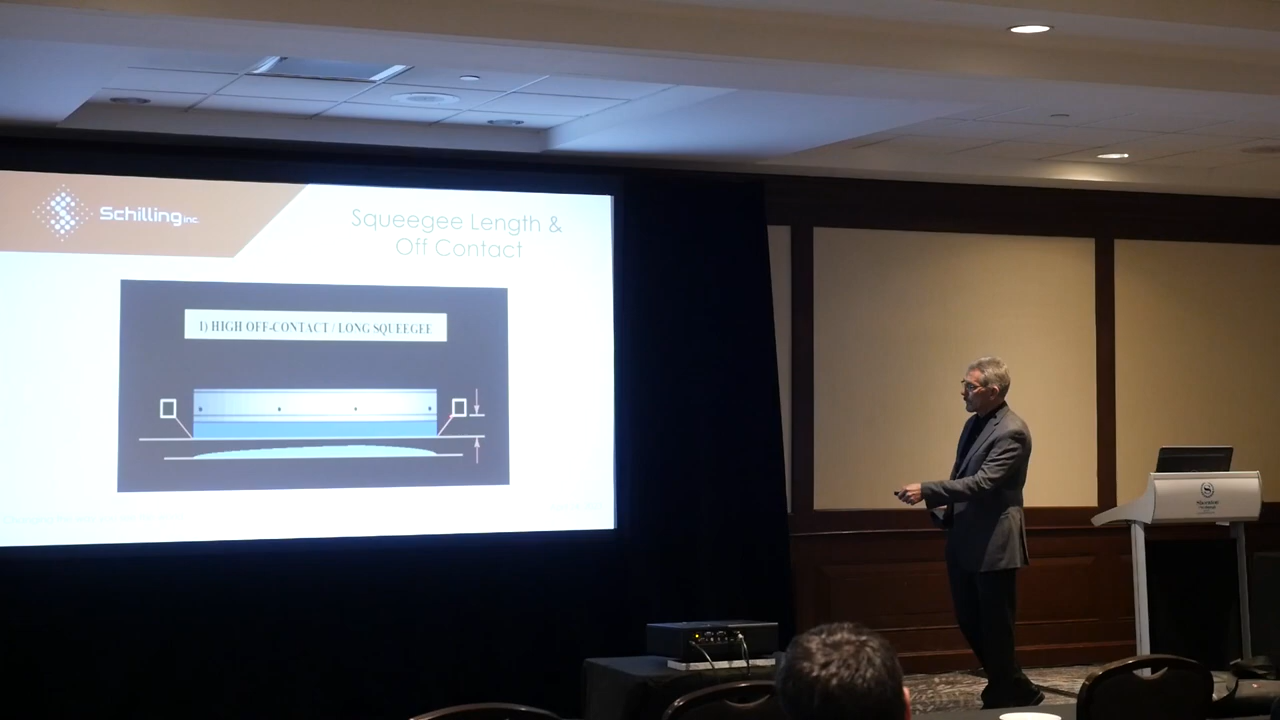 Schilling inc.
Squeegee Length &
Off Contact
1) HIGH OFF-CONTACT / LONG SQUEEGEE